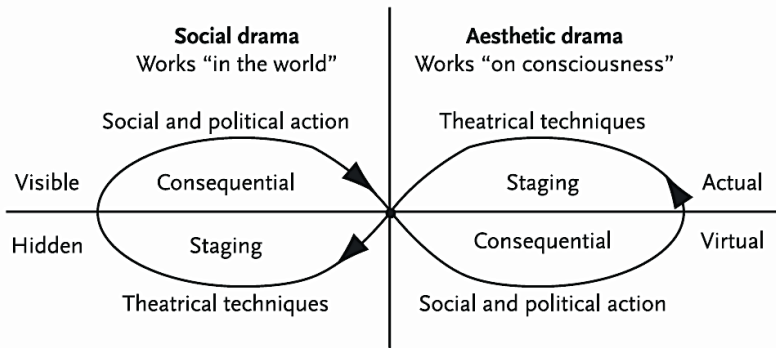 Social drama
Works “in the world”
Aesthetic drama
Works “on consciousness”
Social and political action
Theatrical techniques
Visible
Consequential
Staging
Actual
Hidden
Staging
Consequential
Virtual
Theatrical techniques
Social and political action